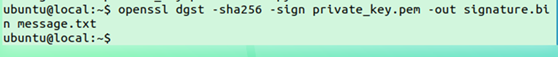 ubuntu@local:~$ openssl dgst -sha256 -sign private_key.pem -out signature.bi
n message.txt
ubuntu@local:~$